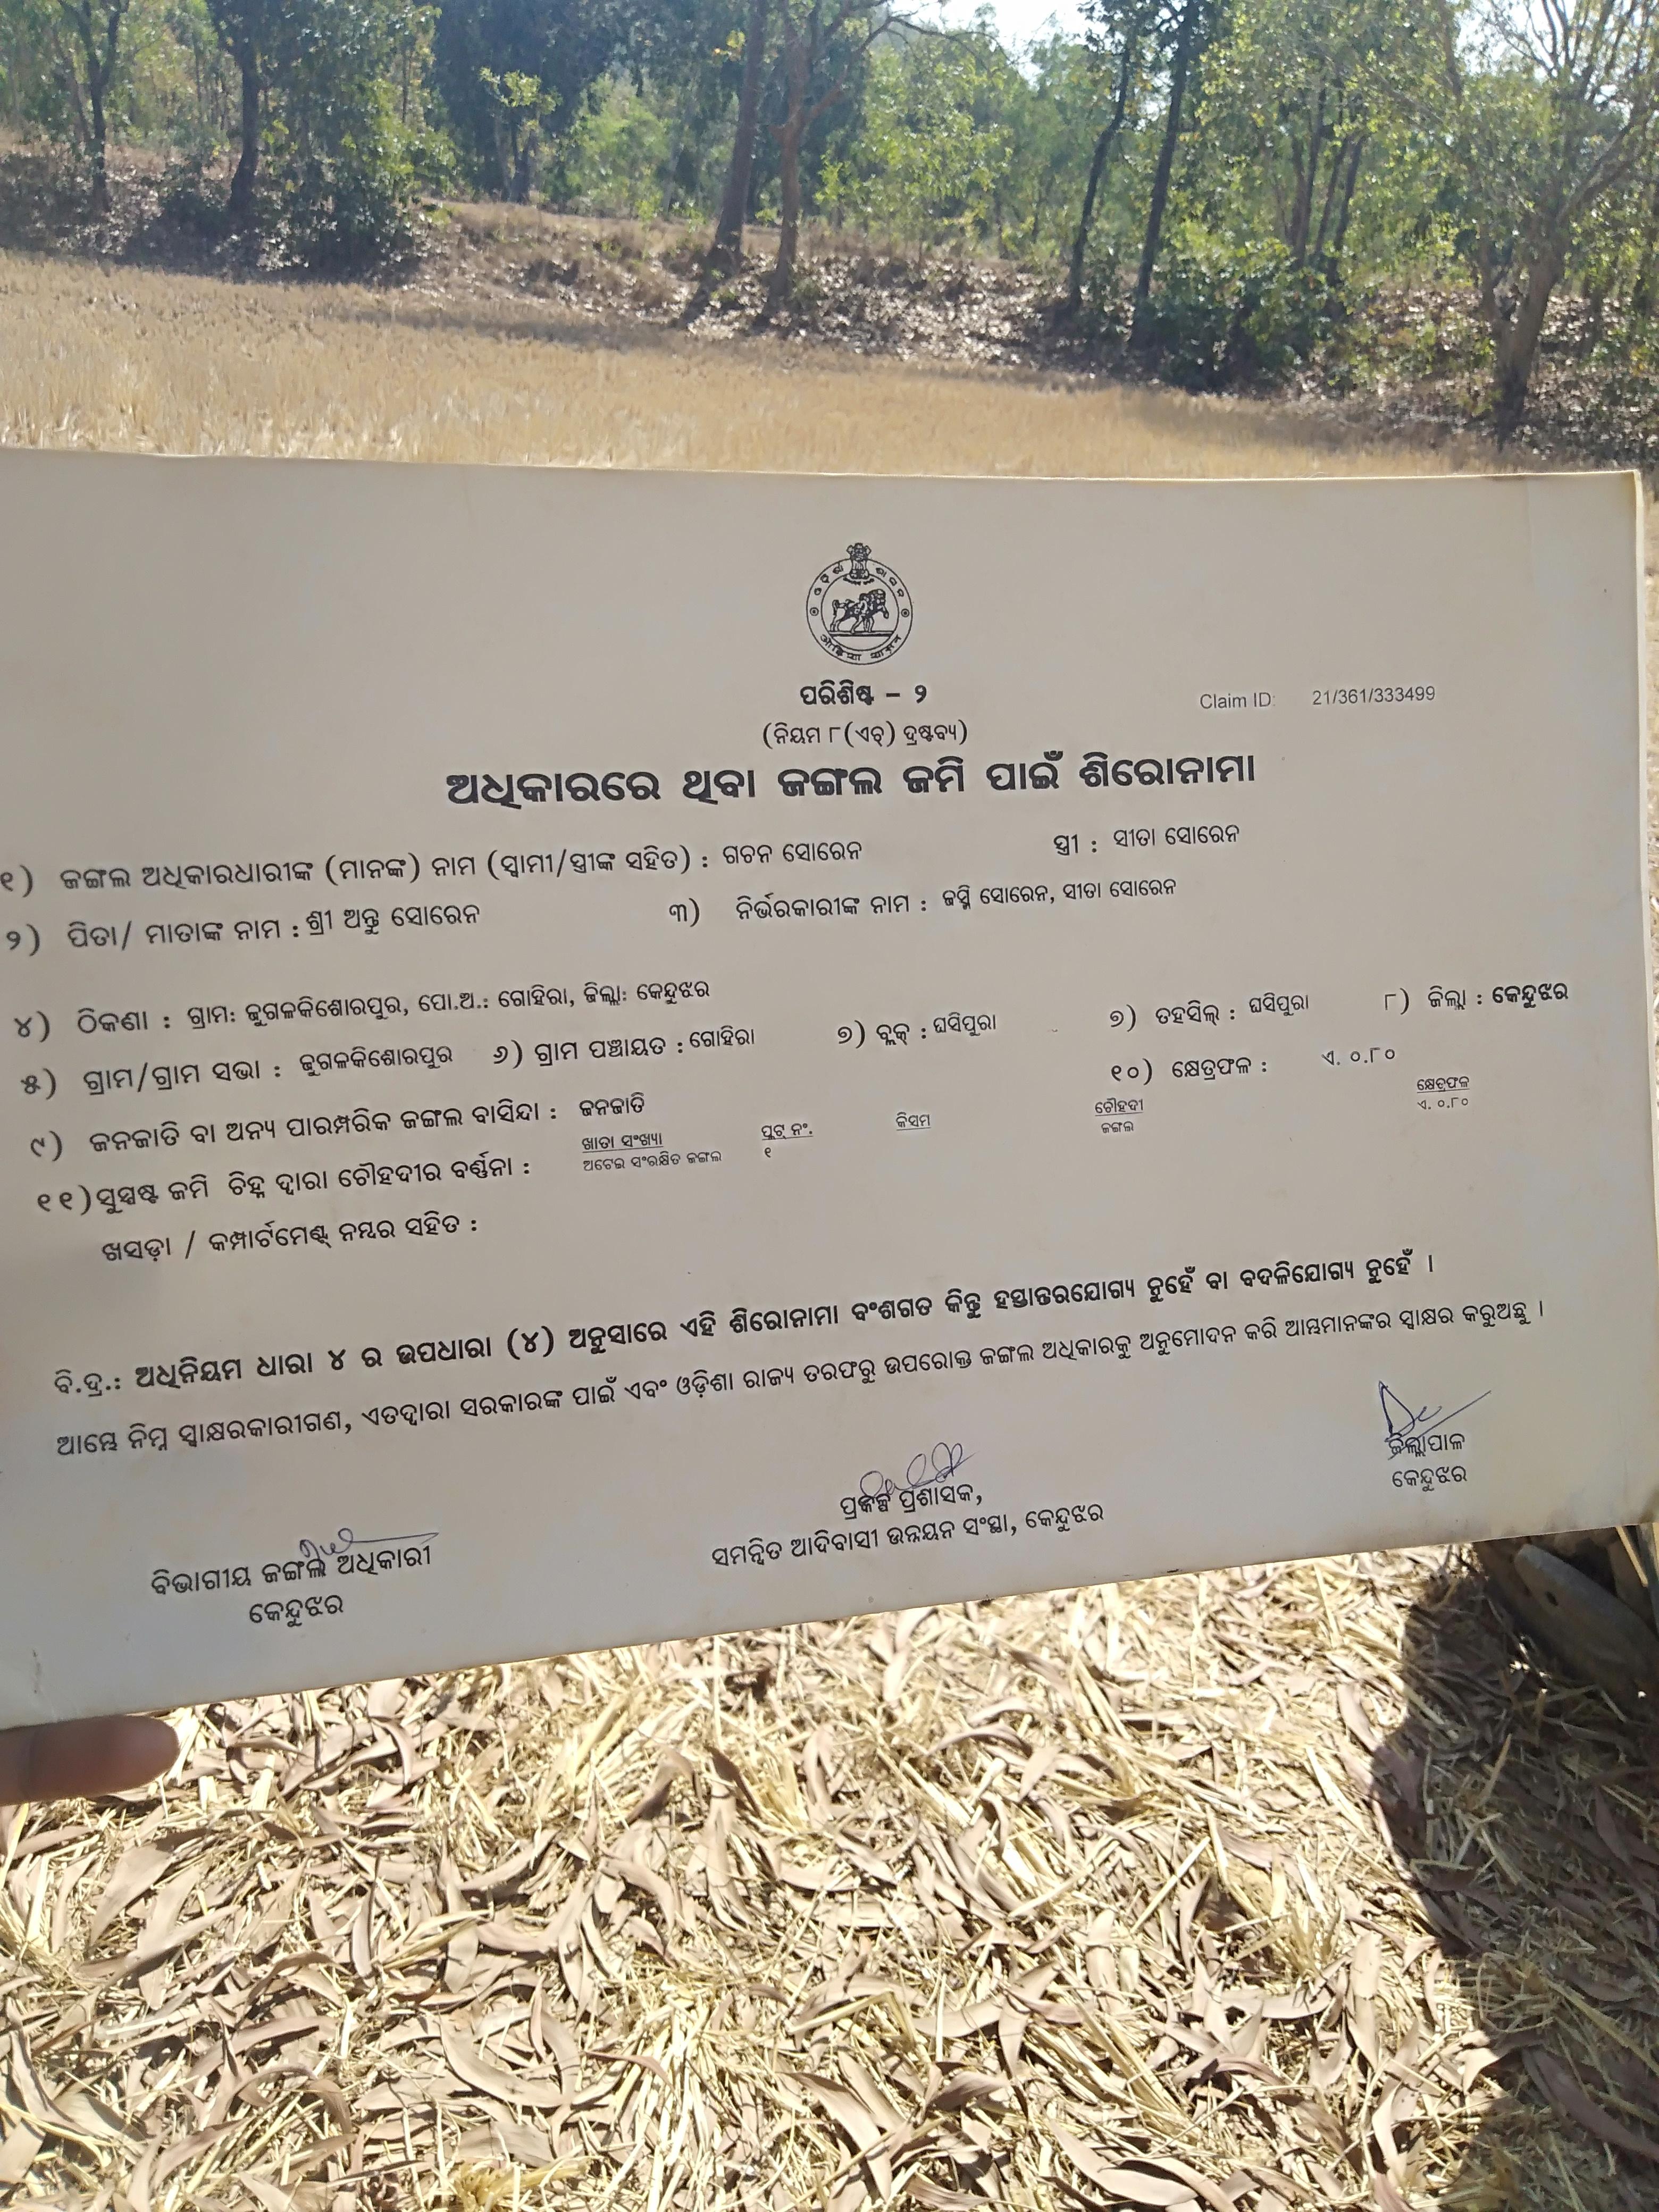 ଓଡ଼ିଶା ଶାସନ
ओड़िशा शासन
ପରିଶିଷ୍ଟ – ୨
Claim ID: 21/361/333499
(ନିୟମ ୮(ଏଚ୍) ଦ୍ରଷ୍ଟବ୍ୟ)
ଅଧିକାରରେ ଥିବା ଜଙ୍ଗଲ ଜମି ପାଇଁ ଶିରୋନାମା
୧) ଜଙ୍ଗଲ ଅଧିକାରଧାରୀଙ୍କ (ମାନଙ୍କ) ନାମ (ସ୍ୱାମୀ/ସ୍ତ୍ରୀଙ୍କ ସହିତ) : ଗଚନ ସୋରେନ ସ୍ତ୍ରୀ : ସୀତା ସୋରେନ
୨) ପିତା/ ମାତାଙ୍କ ନାମ : ଶ୍ରୀ ଅନ୍ତୁ ସୋରେନ ୩) ନିର୍ଭରକାରୀଙ୍କ ନାମ : ଜସ୍ମି ସୋରେନ, ସୀତା ସୋରେନ
୪) ଠିକଣା : ଗ୍ରାମ: ଜୁଗଳକିଶୋରପୁର, ପୋ.ଅ.: ଗୋହିରା, ଜିଲ୍ଲା: କେନ୍ଦୁଝର
୫) ଗ୍ରାମ/ଗ୍ରାମ ସଭା : ଜୁଗଳକିଶୋରପୁର ୬) ଗ୍ରାମ ପଞ୍ଚାୟତ : ଗୋହିରା ୭) ବ୍ଲକ୍ : ଘସିପୁରା ୭) ତହସିଲ୍ : ଘସିପୁରା ୮) ଜିଲ୍ଲା : କେନ୍ଦୁଝର
୯) ଜନଜାତି ବା ଅନ୍ୟ ପାରମ୍ପରିକ ଜଙ୍ଗଲ ବାସିନ୍ଦା : ଜନଜାତି ୧୦) କ୍ଷେତ୍ରଫଳ : ଏ. ୦.୮୦
୧୧) ସୁସ୍ପଷ୍ଟ ଜମି ଚିହ୍ନ ଦ୍ୱାରା ଚୌହଦୀର ବର୍ଣ୍ଣନା : ଖାତା ସଂଖ୍ୟା ପ୍ଲଟ୍ ନଂ. କିସମ ଚୌହଦୀ କ୍ଷେତ୍ରଫଳ
ଅଟେଇ ସଂରକ୍ଷିତ ଜଙ୍ଗଲ ୧ ଜଙ୍ଗଲ ଏ. ୦.୮୦
ଖସଡ଼ା / କମ୍ପାର୍ଟମେଣ୍ଟ୍ ନମ୍ବର ସହିତ :
ବି.ଦ୍ର.: ଅଧିନିୟମ ଧାରା ୪ ର ଉପଧାରା (୪) ଅନୁସାରେ ଏହି ଶିରୋନାମା ବଂଶଗତ କିନ୍ତୁ ହସ୍ତାନ୍ତରଯୋଗ୍ୟ ନୁହେଁ ବା ବଦଳିଯୋଗ୍ୟ ନୁହେଁ ।
ଆମ୍ଭେ ନିମ୍ନ ସ୍ୱାକ୍ଷରକାରୀଗଣ, ଏତଦ୍ୱାରା ସରକାରଙ୍କ ପାଇଁ ଏବଂ ଓଡ଼ିଶା ରାଜ୍ୟ ତରଫରୁ ଉପରୋକ୍ତ ଜଙ୍ଗଲ ଅଧିକାରକୁ ଅନୁମୋଦନ କରି ଆମ୍ଭମାନଙ୍କର ସ୍ୱାକ୍ଷର କରୁଅଛୁ ।
ଜିଲ୍ଲାପାଳ
କେନ୍ଦୁଝର
ପ୍ରକଳ୍ପ ପ୍ରଶାସକ,
ସମନ୍ୱିତ ଆଦିବାସୀ ଉନ୍ନୟନ ସଂସ୍ଥା, କେନ୍ଦୁଝର
ବିଭାଗୀୟ ଜଙ୍ଗଲ ଅଧିକାରୀ
କେନ୍ଦୁଝର